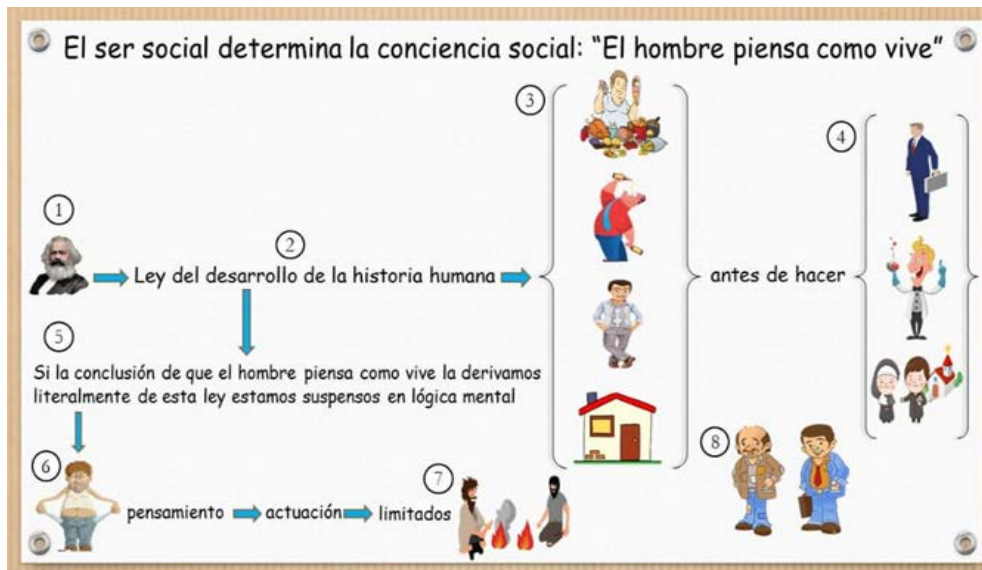 El ser social determina la conciencia social: “El hombre piensa como vive”
1
2
Ley del desarrollo de la historia humana
3
antes de hacer
4
5
Si la conclusión de que el hombre piensa como vive la derivamos
literalmente de esta ley estamos suspensos en lógica mental
6
pensamiento
actuación
limitados
7
8